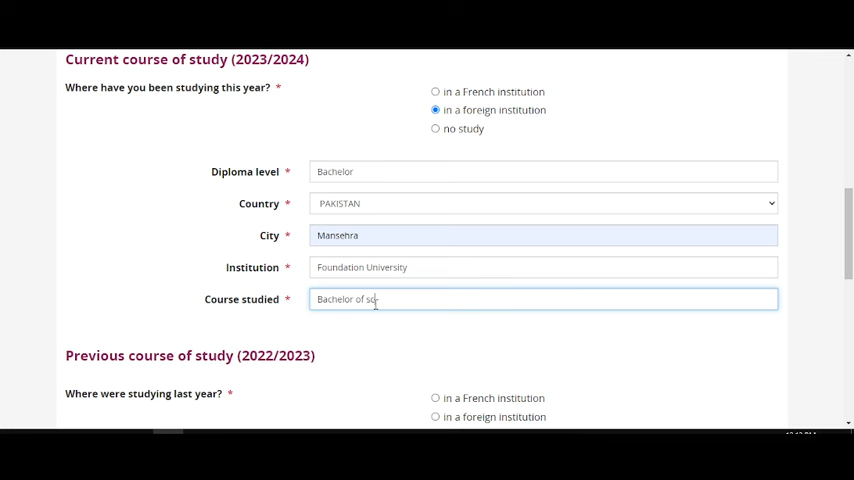 Current course of study (2023/2024)
Where have you been studying this year? *
in a French institution
in a foreign institution
no study
Diploma level * Bachelor
Country * PAKISTAN
City * Mansehra
Institution * Foundation University
Course studied * Bachelor of sc
Previous course of study (2022/2023)
Where were studying last year? *
in a French institution
in a foreign institution